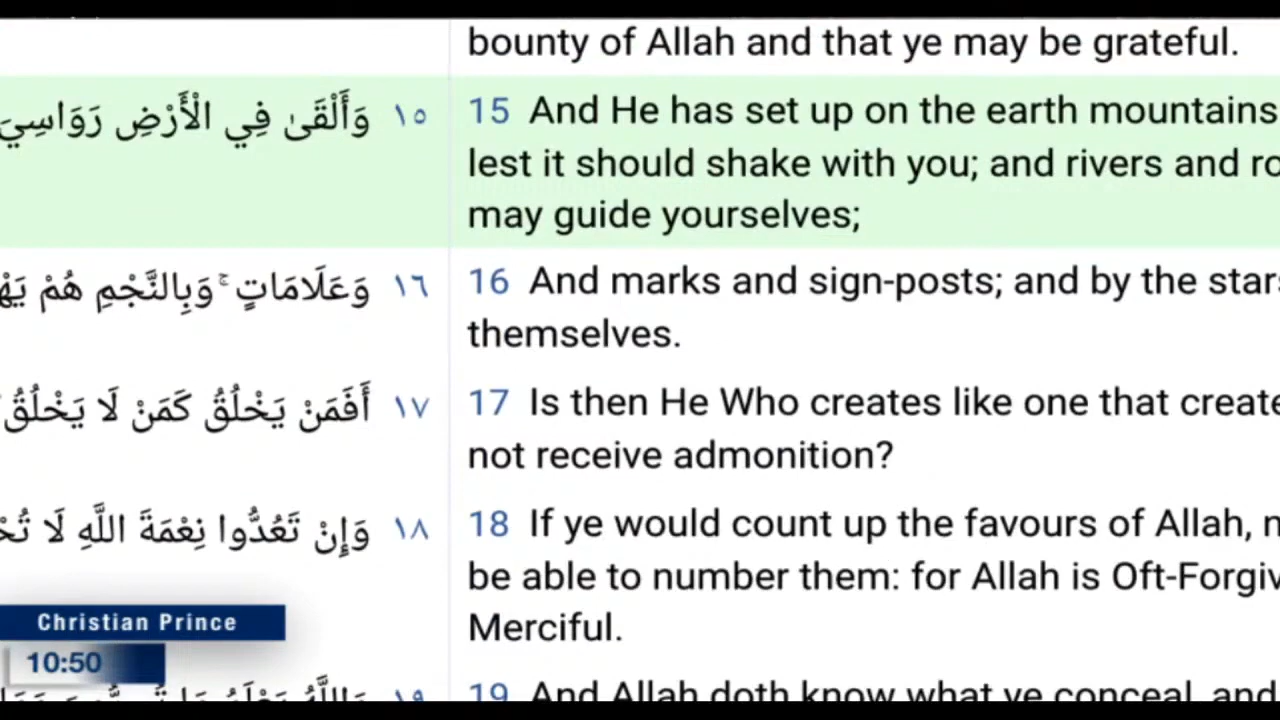 bounty of Allah and that ye may be grateful.
١٥ وَأَلْقَىٰ فِي الْأَرْضِ رَوَاسِيَ
15 And He has set up on the earth mountains
lest it should shake with you; and rivers and
may guide yourselves;
١٦ وَعَلَامَاتٍ ۚ وَبِالنَّجْمِ هُمْ
16 And marks and sign-posts; and by the
themselves.
١٧ أَفَمَنْ يَخْلُقُ كَمَنْ لَا يَخْلُقُ
17 Is then He Who creates like one that
not receive admonition?
١٨ وَإِنْ تَعُدُّوا نِعْمَةَ اللَّهِ لَا
18 If ye would count up the favours of Allah,
be able to number them: for Allah is
Merciful.
١٩
19 And Allah doth know what ye conceal, and
Christian Prince
10:50